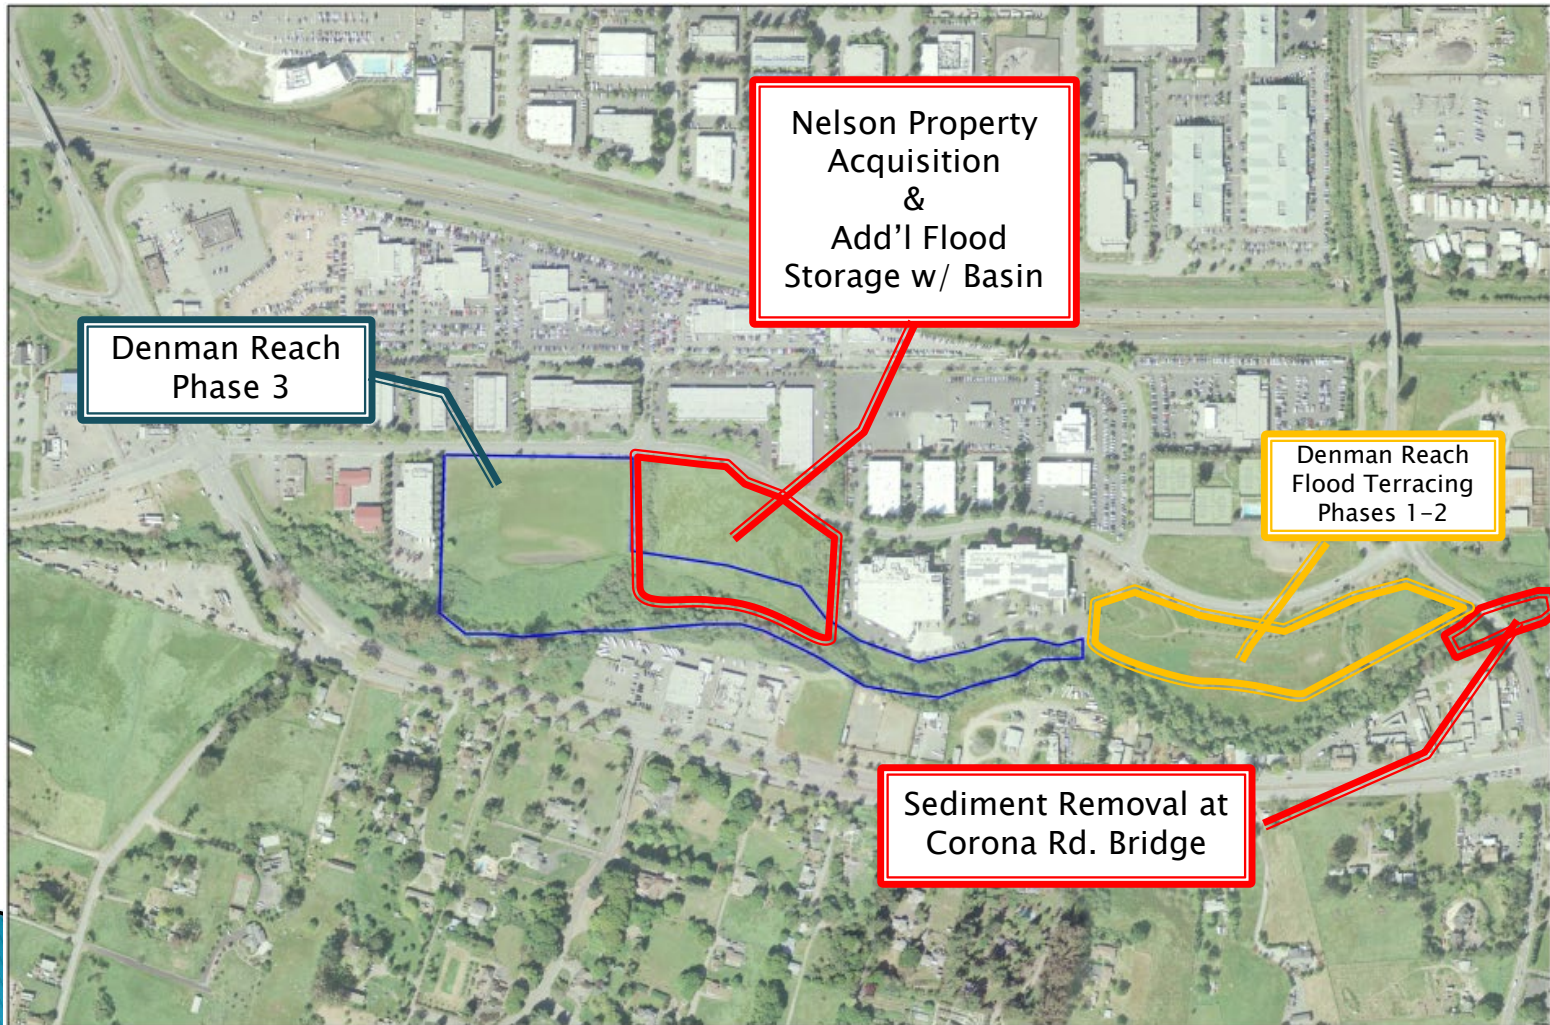 Nelson Property
Acquisition
&
Add’l Flood
Storage w/ Basin
Denman Reach
Phase 3
Denman Reach
Flood Terracing
Phases 1–2
Sediment Removal at
Corona Rd. Bridge